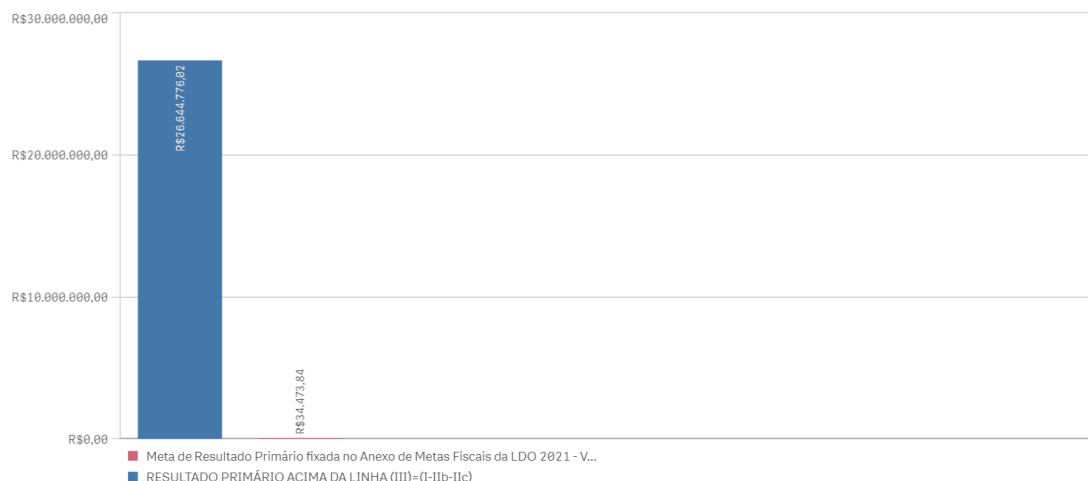 R$30.000.000,00
R$26.644.776,02
R$20.000.000,00
R$10.000.000,00
R$34.473,84
R$0,00
Meta de Resultado Primário fixada no Anexo de Metas Fiscais da LDO 2021 - V...
RESULTADO PRIMÁRIO ACIMA DA LINHA (III)=(I-IIb-IIc)